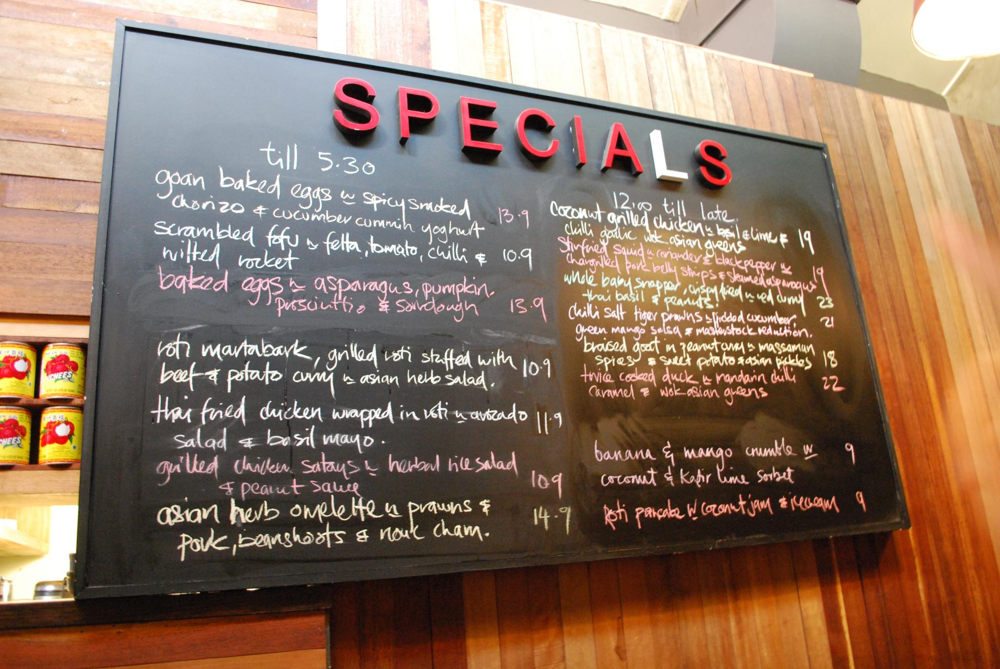 SPECIALS
till 5.30
goan baked eggs w spicy smoked
chorizo & cucumber cummin yoghurt 13.9
scrambled tofu w fetta, tomato, chilli &
wilted rocket 10.9
baked eggs w asparagus, pumpkin,
prosciutto & sourdough 13.9
roti martabark, grilled roti stuffed with
beef & potato curry w asian herb salad. 10.9
thai fried chicken wrapped in roti w avocado
salad & basil mayo. 11.9
grilled chicken satays w herbal rice salad
& peanut sauce 10.9
asian herb omelette w prawns &
pork, beanshoots & nouc cham. 14.9
12.00 till late.
coconut grilled chicken w basil & lime &
chilli garlic wok asian greens 19
Stirfried squid w coriander & blackpepper w
chargrilled pork belly strips & steamed asparagus 19
whole baby snapper, crispy fried w red curry
thai basil & peanuts. 23
chilli salt tiger prawns w pickled cucumber,
green mango salsa & masterstock reduction. 21
braised goat in peanut curry w massaman
spices & sweet potato & asian pickles 18
twice cooked duck w mandarin chilli
caramel & wok asian greens 22
banana & mango crumble w 9
coconut & kafir lime sorbet
Roti pancake w coconut jam & icecream 9
LYCHEES